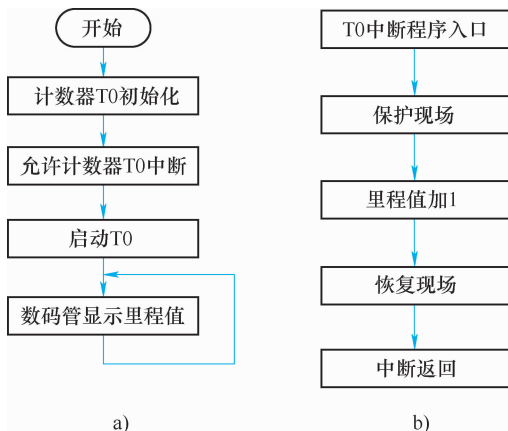 开始
计数器T0初始化
允许计数器T0中断
启动T0
数码管显示里程值
a)
T0中断程序入口
保护现场
里程值加1
恢复现场
中断返回
b)